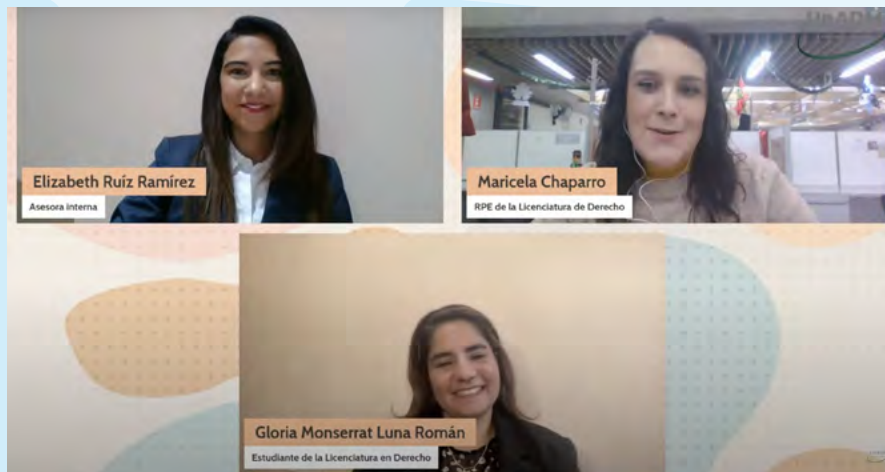 UnADM
Elizabeth Ruíz Ramírez
Asesora interna
Maricela Chaparro
RPE de la Licenciatura de Derecho
Gloria Monserrat Luna Román
Estudiante de la Licenciatura en Derecho